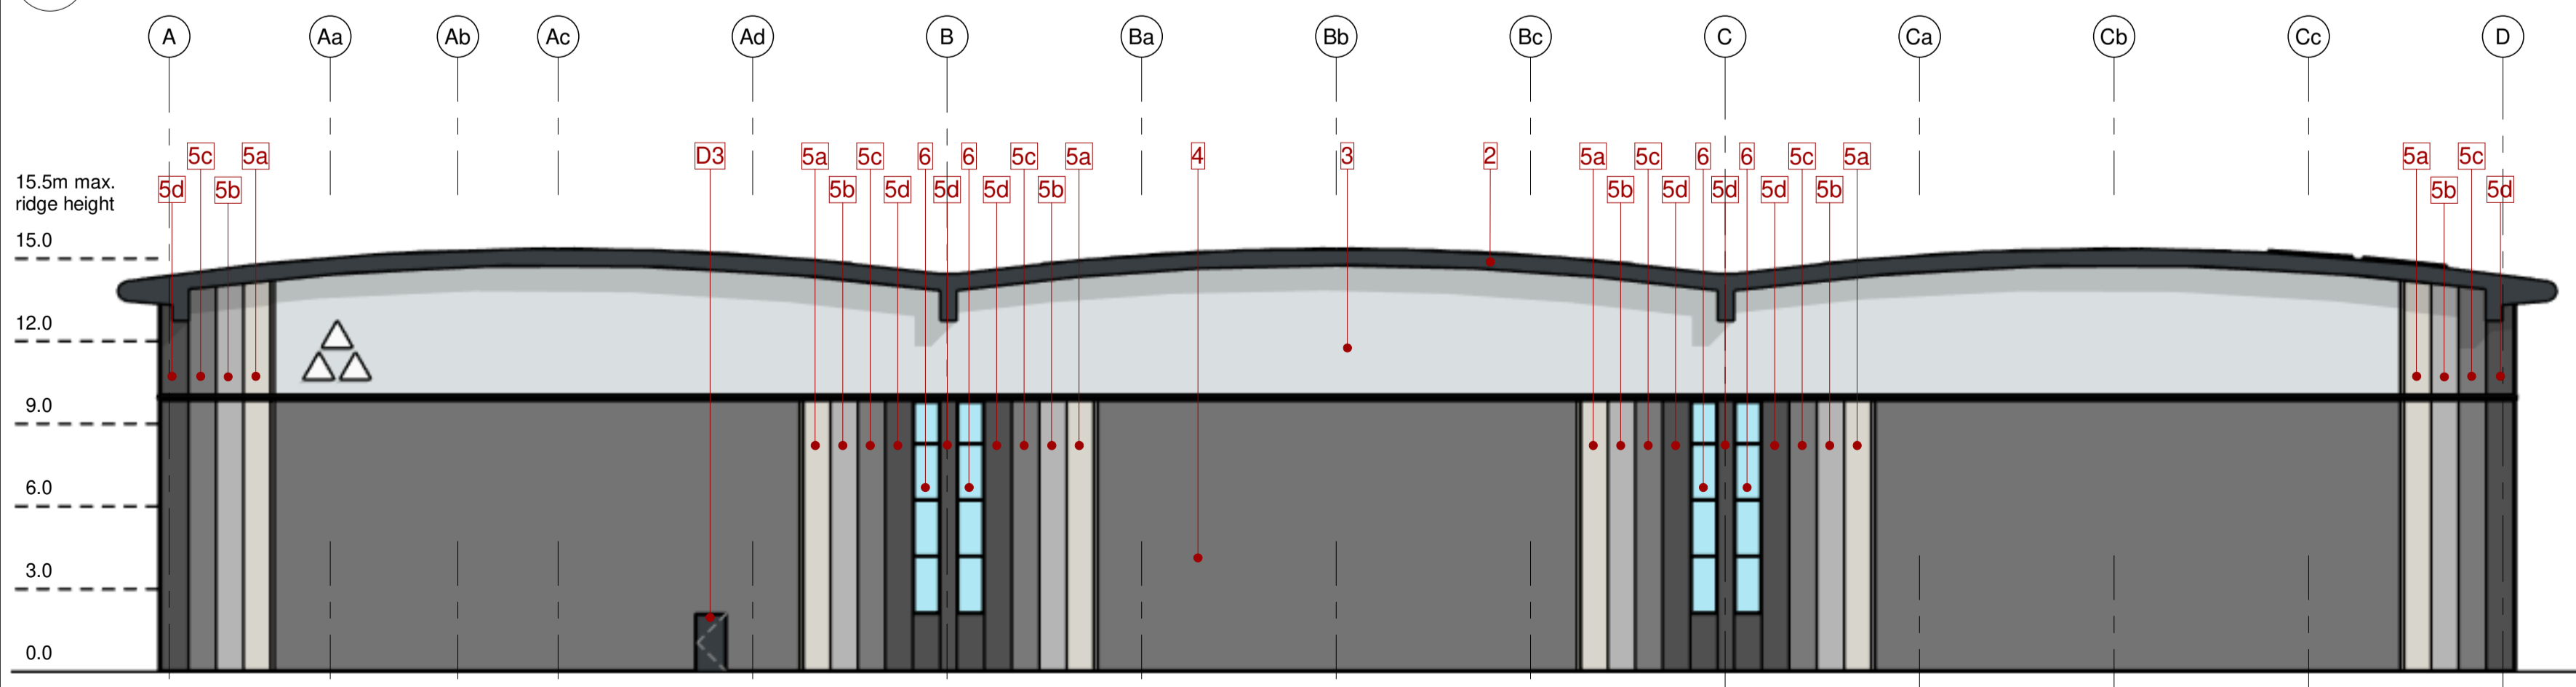 A Aa Ab Ac Ad B Ba Bb Bc C Ca Cb Cc D
5c 5a D3 5a 5c 6 6 5c 5a 4 3 2 5a 5c 6 6 5c 5a 5a 5c
5d 5b 5b 5d 5d 5d 5b 5b 5d 5d 5d 5b 5b 5d
15.5m max.
ridge height
15.0
12.0
9.0
6.0
3.0
0.0